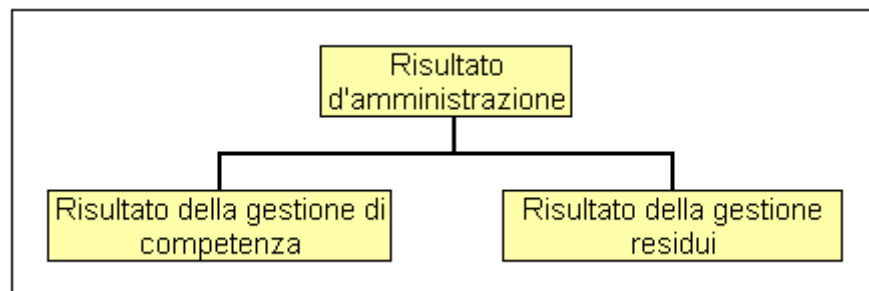 Risultato
d'amministrazione
Risultato della gestione di
competenza
Risultato della gestione
residui